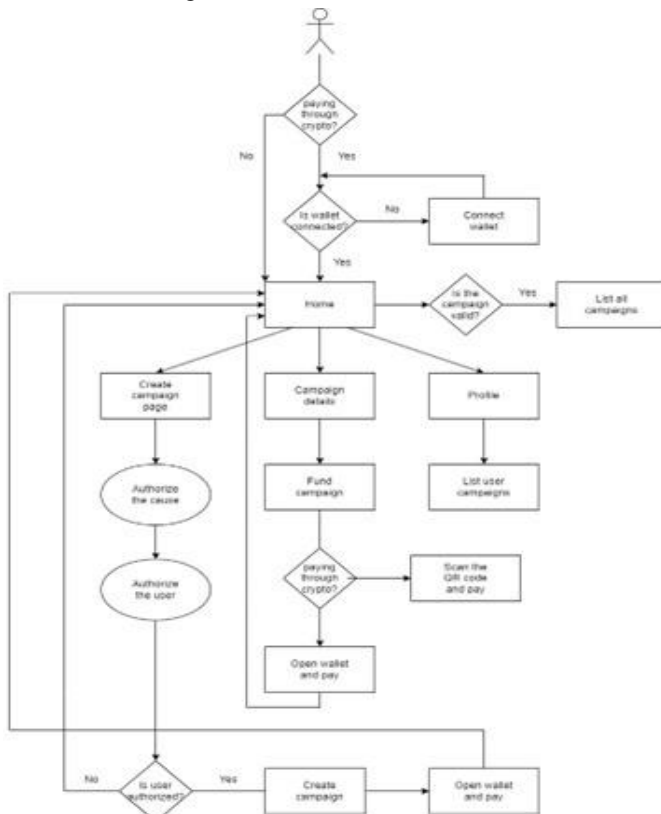 paying
through
crypto?
No
Yes
Is wallet
connected?
No
Connect
wallet
Yes
Home
Is the
campaign
valid?
Yes
List all
campaigns
Create
campaign
page
Campaign
details
Profile
Authorize
the cause
Fund
campaign
List user
campaigns
Authorize
the user
paying
through
crypto?
Scan the
QR code
and pay
Open wallet
and pay
No
Is user
authorized?
Yes
Create
campaign
Open wallet
and pay